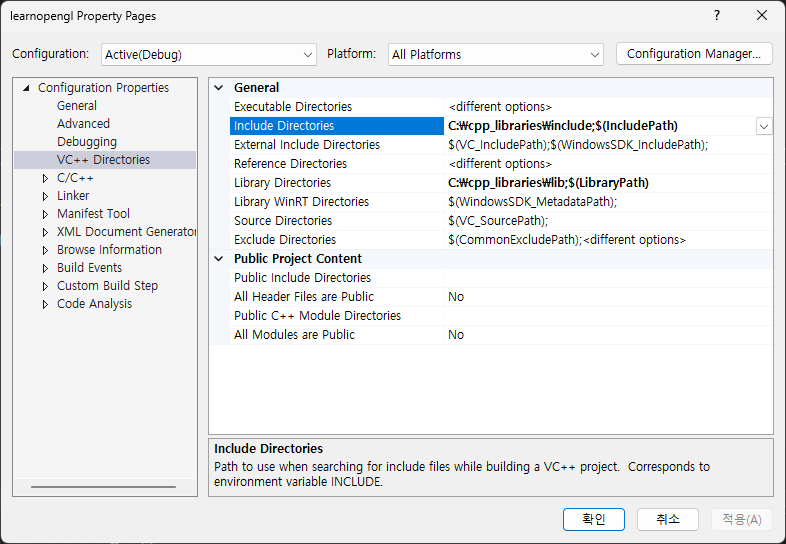 learnopengl Property Pages
Configuration: Active(Debug) Platform: All Platforms Configuration Manager...
Configuration Properties
General
Advanced
Debugging
VC++ Directories
C/C++
Linker
Manifest Tool
XML Document Generator
Browse Information
Build Events
Custom Build Step
Code Analysis
General
Executable Directories <different options>
Include Directories C:₩cpp_libraries₩include;$(IncludePath)
External Include Directories $(VC_IncludePath);$(WindowsSDK_IncludePath);
Reference Directories <different options>
Library Directories C:₩cpp_libraries₩lib;$(LibraryPath)
Library WinRT Directories $(WindowsSDK_MetadataPath);
Source Directories $(VC_SourcePath);
Exclude Directories $(CommonExcludePath);<different options>
Public Project Content
Public Include Directories
All Header Files are Public No
Public C++ Module Directories
All Modules are Public No
Include Directories
Path to use when searching for include files while building a VC++ project.  Corresponds to
environment variable INCLUDE.
확인 취소 적용(A)